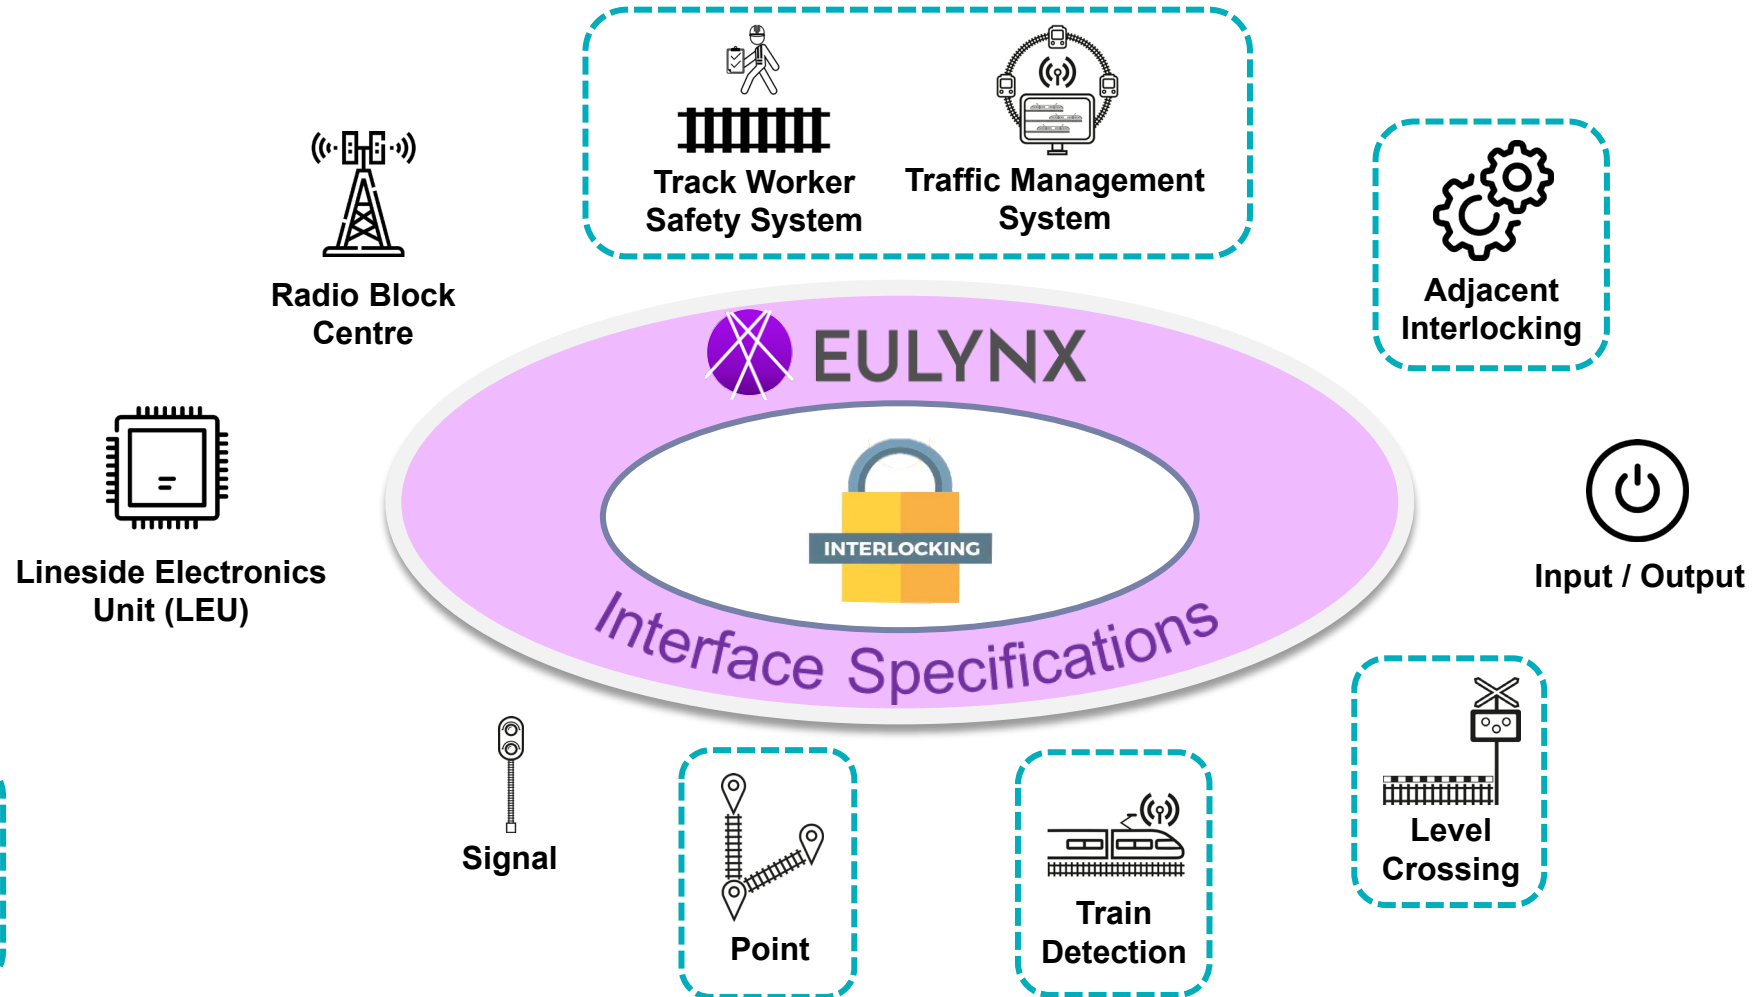 Track Worker
Safety System
Traffic Management
System
Radio Block
Centre
Adjacent
Interlocking
EULYNX
INTERLOCKING
Lineside Electronics
Unit (LEU)
Input / Output
Interface Specifications
Signal
Point
Train
Detection
Level
Crossing